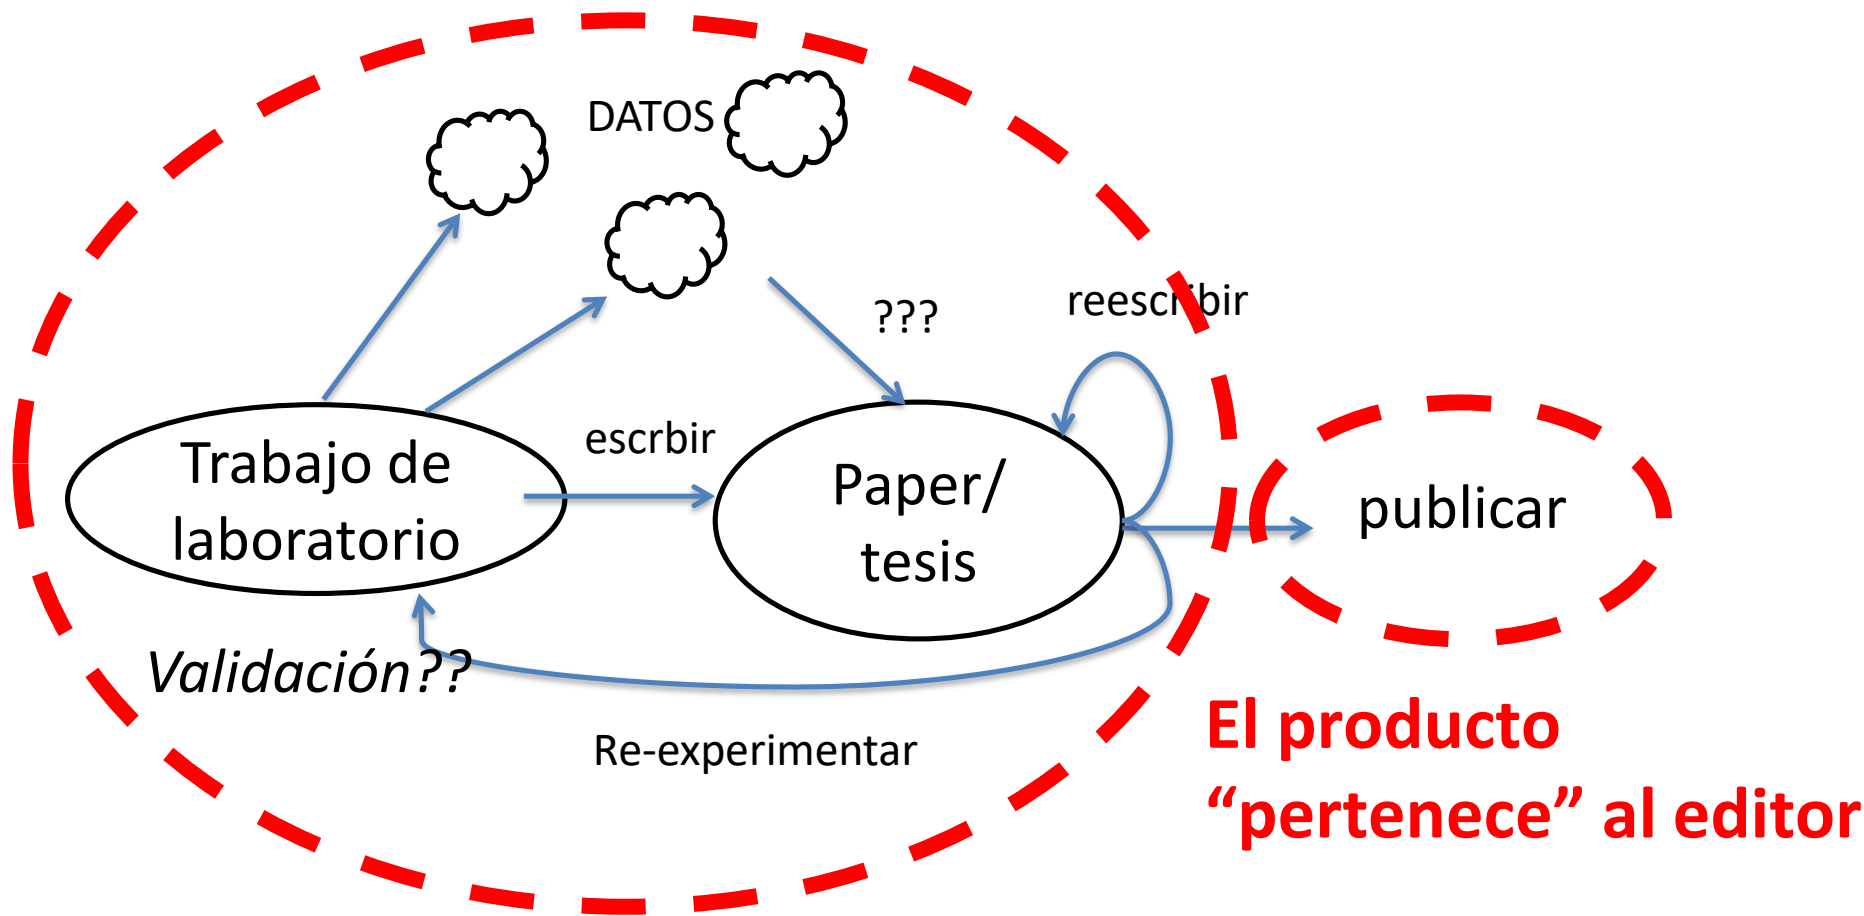 DATOS
???
reescribir
escrbir
Trabajo de
laboratorio
Paper/
tesis
publicar
Validación??
Re-experimentar
El producto
“pertenece” al editor